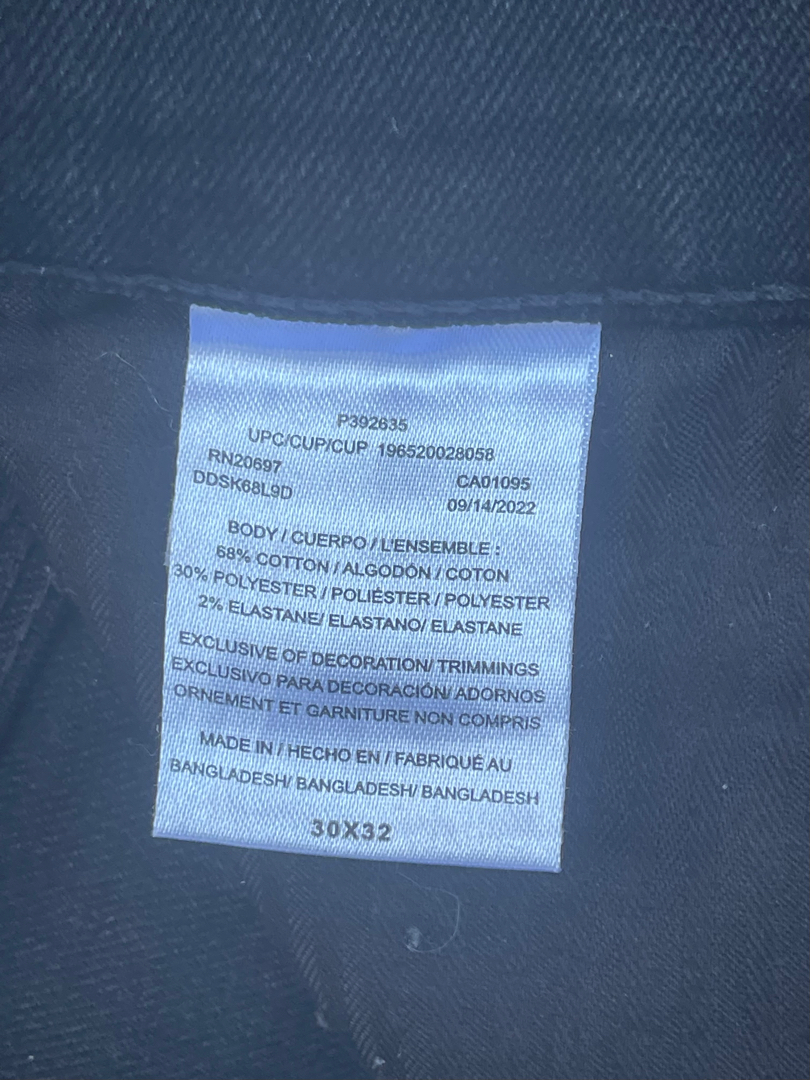 P392635
UPC/CUP/CUP 196520028058
RN20697
CA01095
DDSK68L9D
09/14/2022
BODY / CUERPO / L'ENSEMBLE :
68% COTTON / ALGODÓN / COTON
30% POLYESTER / POLIÉSTER / POLYESTER
2% ELASTANE/ ELASTANO/ ELASTANE
EXCLUSIVE OF DECORATION/ TRIMMINGS
EXCLUSIVO PARA DECORACIÓN/ ADORNOS
ORNEMENT ET GARNITURE NON COMPRIS
MADE IN / HECHO EN / FABRIQUÉ AU
BANGLADESH/ BANGLADESH/ BANGLADESH
30X32